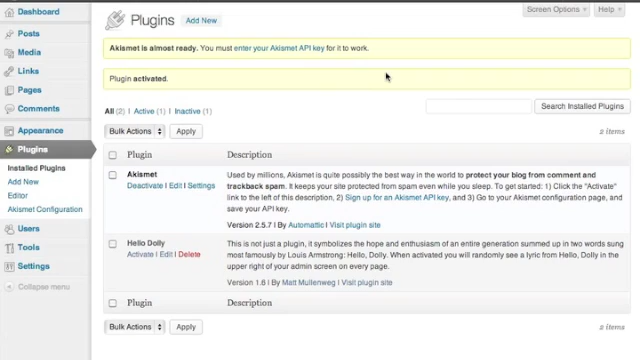 Dashboard
Posts
Media
Links
Pages
Comments
Appearance
Plugins
Installed Plugins
Add New
Editor
Akismet Configuration
Users
Tools
Settings
Collapse menu
Screen Options Help
Plugins Add New
Akismet is almost ready. You must enter your Akismet API key for it to work.
Plugin activated.
All (2) | Active (1) | Inactive (1)
Search Installed Plugins
Bulk Actions Apply
2 items
Plugin Description
Akismet
Deactivate | Edit | Settings
Used by millions, Akismet is quite possibly the best way in the world to protect your blog from comment and
trackback spam. It keeps your site protected from spam even while you sleep. To get started: 1) Click the "Activate"
link to the left of this description, 2) Sign up for an Akismet API key, and 3) Go to your Akismet configuration page, and
save your API key.
Version 2.5.7 | By Automattic | Visit plugin site
Hello Dolly
Activate | Edit | Delete
This is not just a plugin, it symbolizes the hope and enthusiasm of an entire generation summed up in two words sung
most famously by Louis Armstrong: Hello, Dolly. When activated you will randomly see a lyric from Hello, Dolly in the
upper right of your admin screen on every page.
Version 1.6 | By Matt Mullenweg | Visit plugin site
Plugin Description
Bulk Actions Apply
2 items